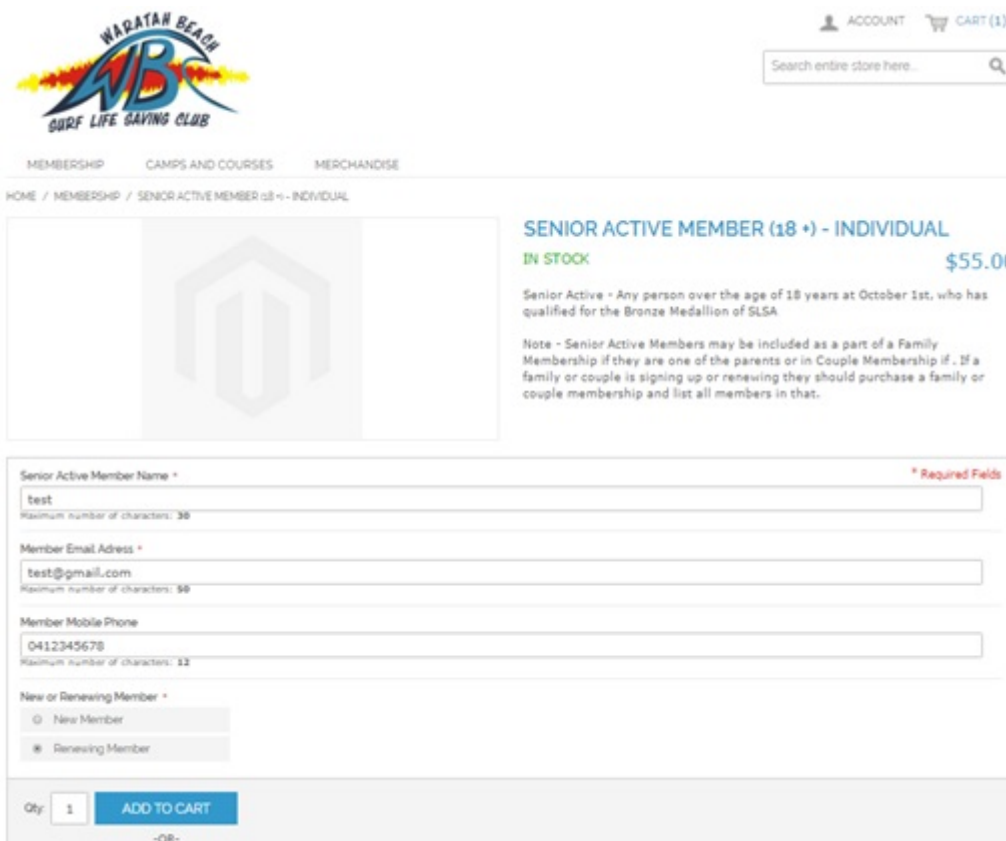 WARATAH BEACH
WBC
SURF LIFE SAVING CLUB
ACCOUNT
CART (1)
Search entire store here...
MEMBERSHIP
CAMPS AND COURSES
MERCHANDISE
HOME / MEMBERSHIP / SENIOR ACTIVE MEMBER (18 +) - INDIVIDUAL
SENIOR ACTIVE MEMBER (18 +) - INDIVIDUAL
IN STOCK
$55.00
Senior Active - Any person over the age of 18 years at October 1st, who has
qualified for the Bronze Medallion of SLSA
Note - Senior Active Members may be included as a part of a Family
Membership if they are one of the parents or in Couple Membership if . If a
family or couple is signing up or renewing they should purchase a family or
couple membership and list all members in that.
* Required Fields
Senior Active Member Name *
test
Maximum number of characters: 30
Member Email Adress *
test@gmail.com
Maximum number of characters: 50
Member Mobile Phone
0412345678
Maximum number of characters: 12
New or Renewing Member *
New Member
Renewing Member
Qty: 1
ADD TO CART
-OR-